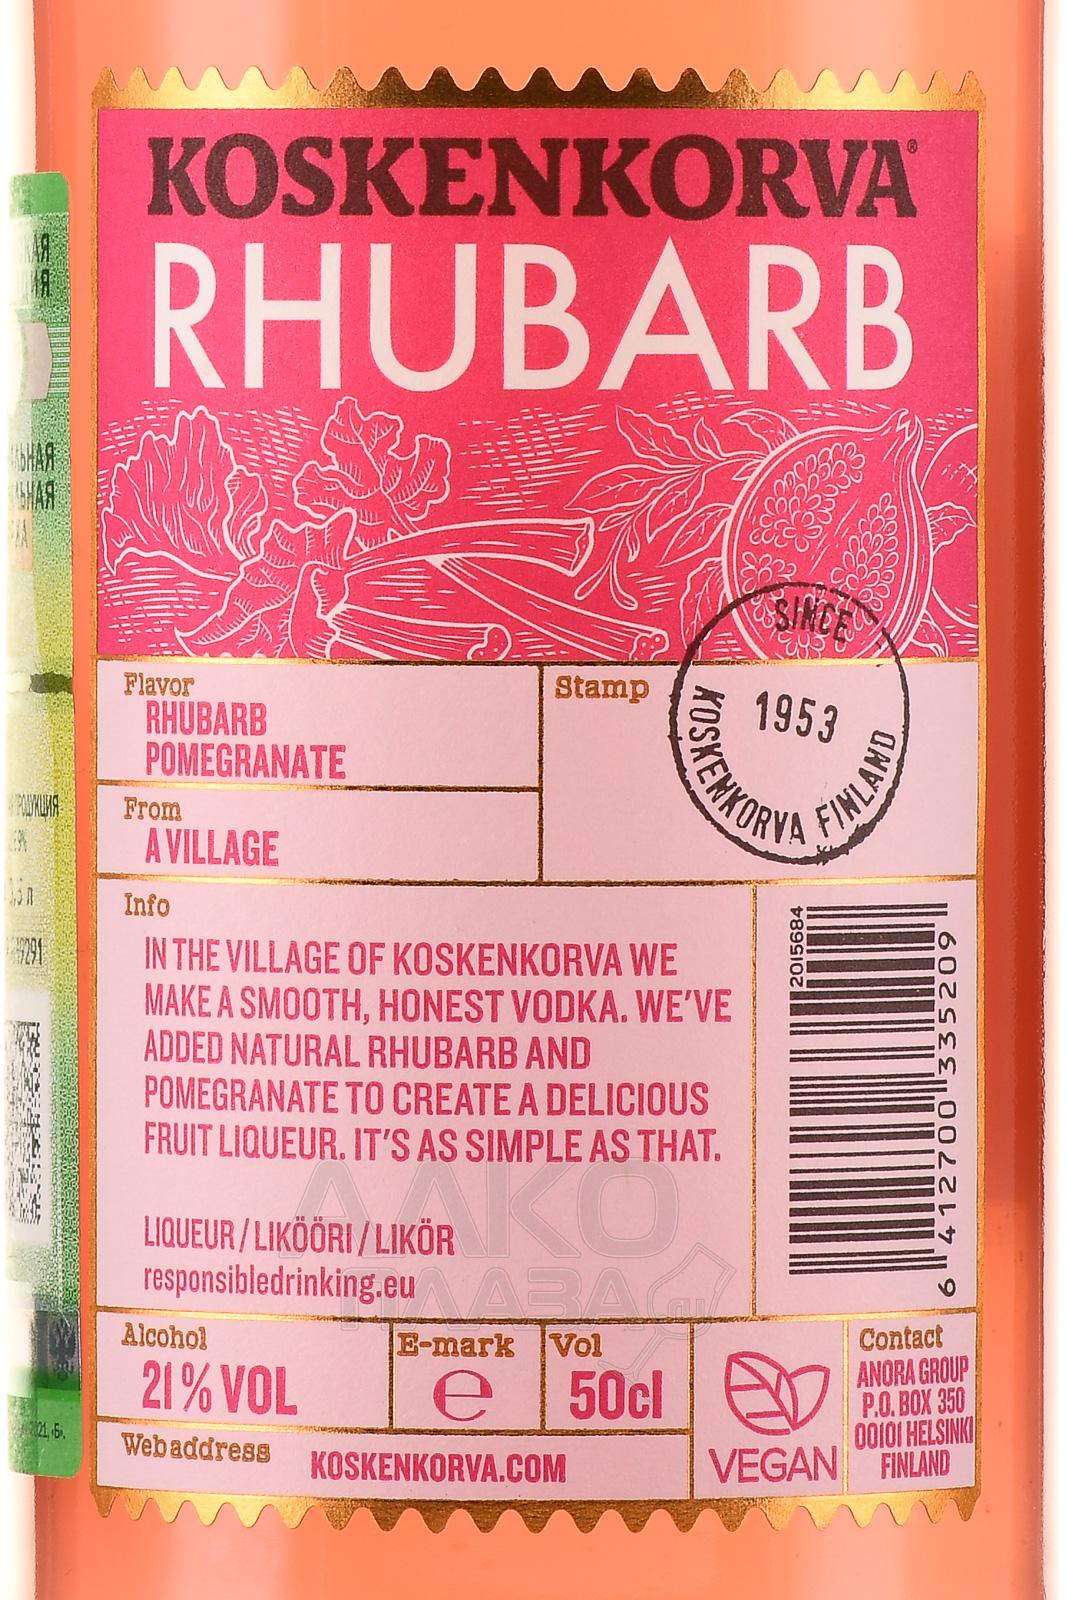 KOSKENKORVA®
RHUBARB
Flavor
RHUBARB
POMEGRANATE
From
A VILLAGE
Stamp
SINCE
1953
KOSKENKORVA FINLAND
Info
IN THE VILLAGE OF KOSKENKORVA WE
MAKE A SMOOTH, HONEST VODKA. WE'VE
ADDED NATURAL RHUBARB AND
POMEGRANATE TO CREATE A DELICIOUS
FRUIT LIQUEUR. IT'S AS SIMPLE AS THAT.
LIQUEUR / LIKÖÖRI / LIKÖR
responsibledrinking.eu
2015684
6 412700 335209
Alcohol
21% VOL
E-mark
e
Vol
50cl
VEGAN
Contact
ANORA GROUP
P.O. BOX 350
00101 HELSINKI
FINLAND
Web address
KOSKENKORVA.COM
АЛКО
ПЛАЗА.ru